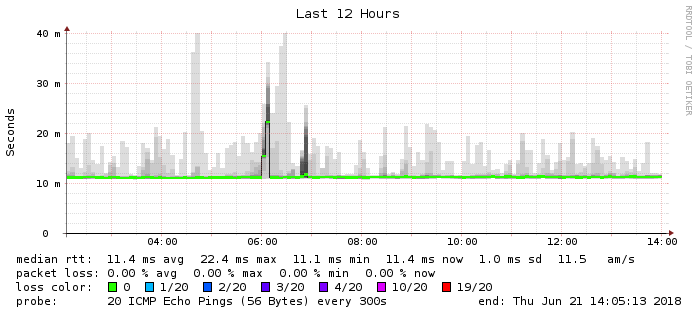 Last 12 Hours
RRDTOOL / TOBI OETIKER
Seconds
40 m
30 m
20 m
10 m
0
04:00 06:00 08:00 10:00 12:00 14:00
median rtt: 11.4 ms avg 22.4 ms max 11.1 ms min 11.4 ms now 1.0 ms sd 11.5 am/s
packet loss: 0.00 % avg 0.00 % max 0.00 % min 0.00 % now
loss color: 0 1/20 2/20 3/20 4/20 10/20 19/20
probe: 20 ICMP Echo Pings (56 Bytes) every 300s end: Thu Jun 21 14:05:13 2018